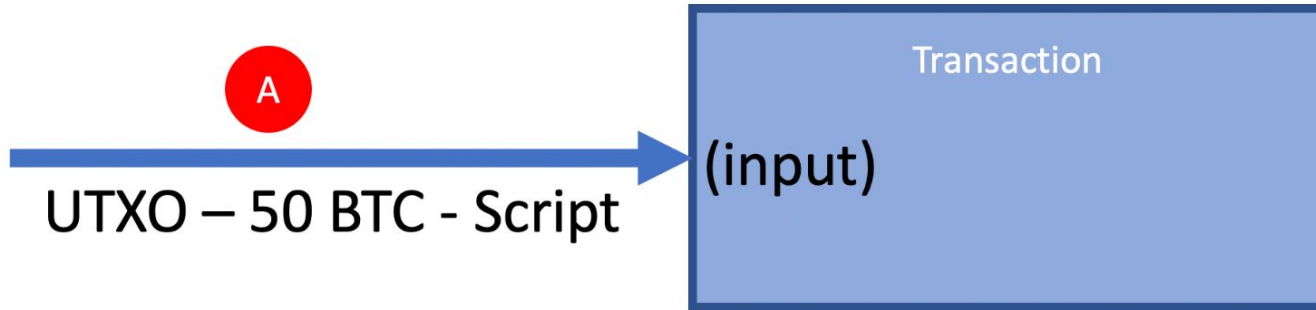 Transaction
A
(input)
UTXO – 50 BTC - Script